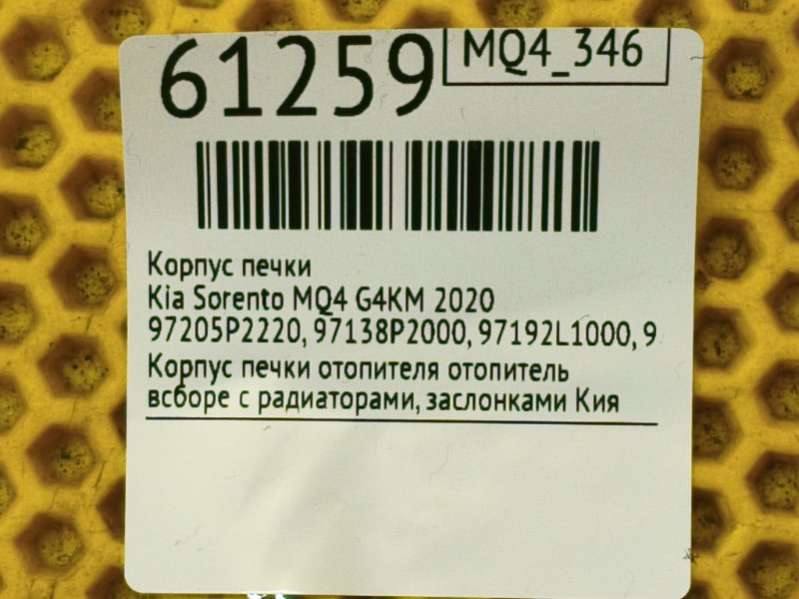 61259
MQ4_346
Корпус печки
Kia Sorento MQ4 G4KM 2020
97205P2220, 97138P2000, 97192L1000, 9
Корпус печки отопителя отопитель
всборе с радиаторами, заслонками Кия